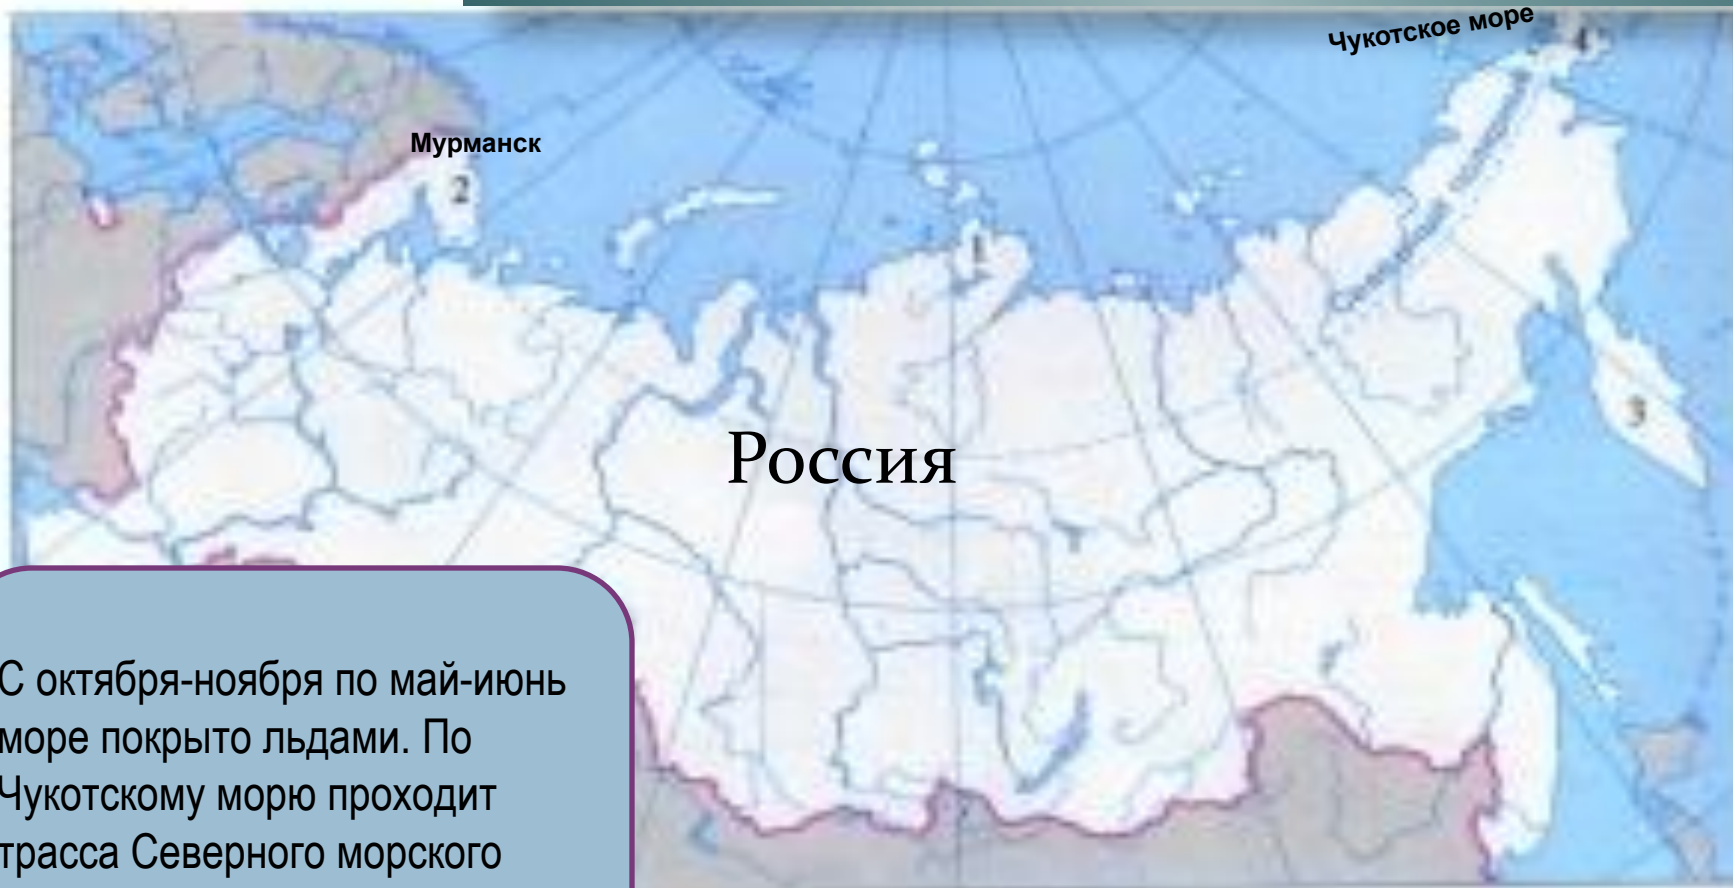 Чукотское море
4
Мурманск
2
1
3
Россия
С октября-ноября по май-июнь
море покрыто льдами. По
Чукотскому морю проходит
трасса Северного морского